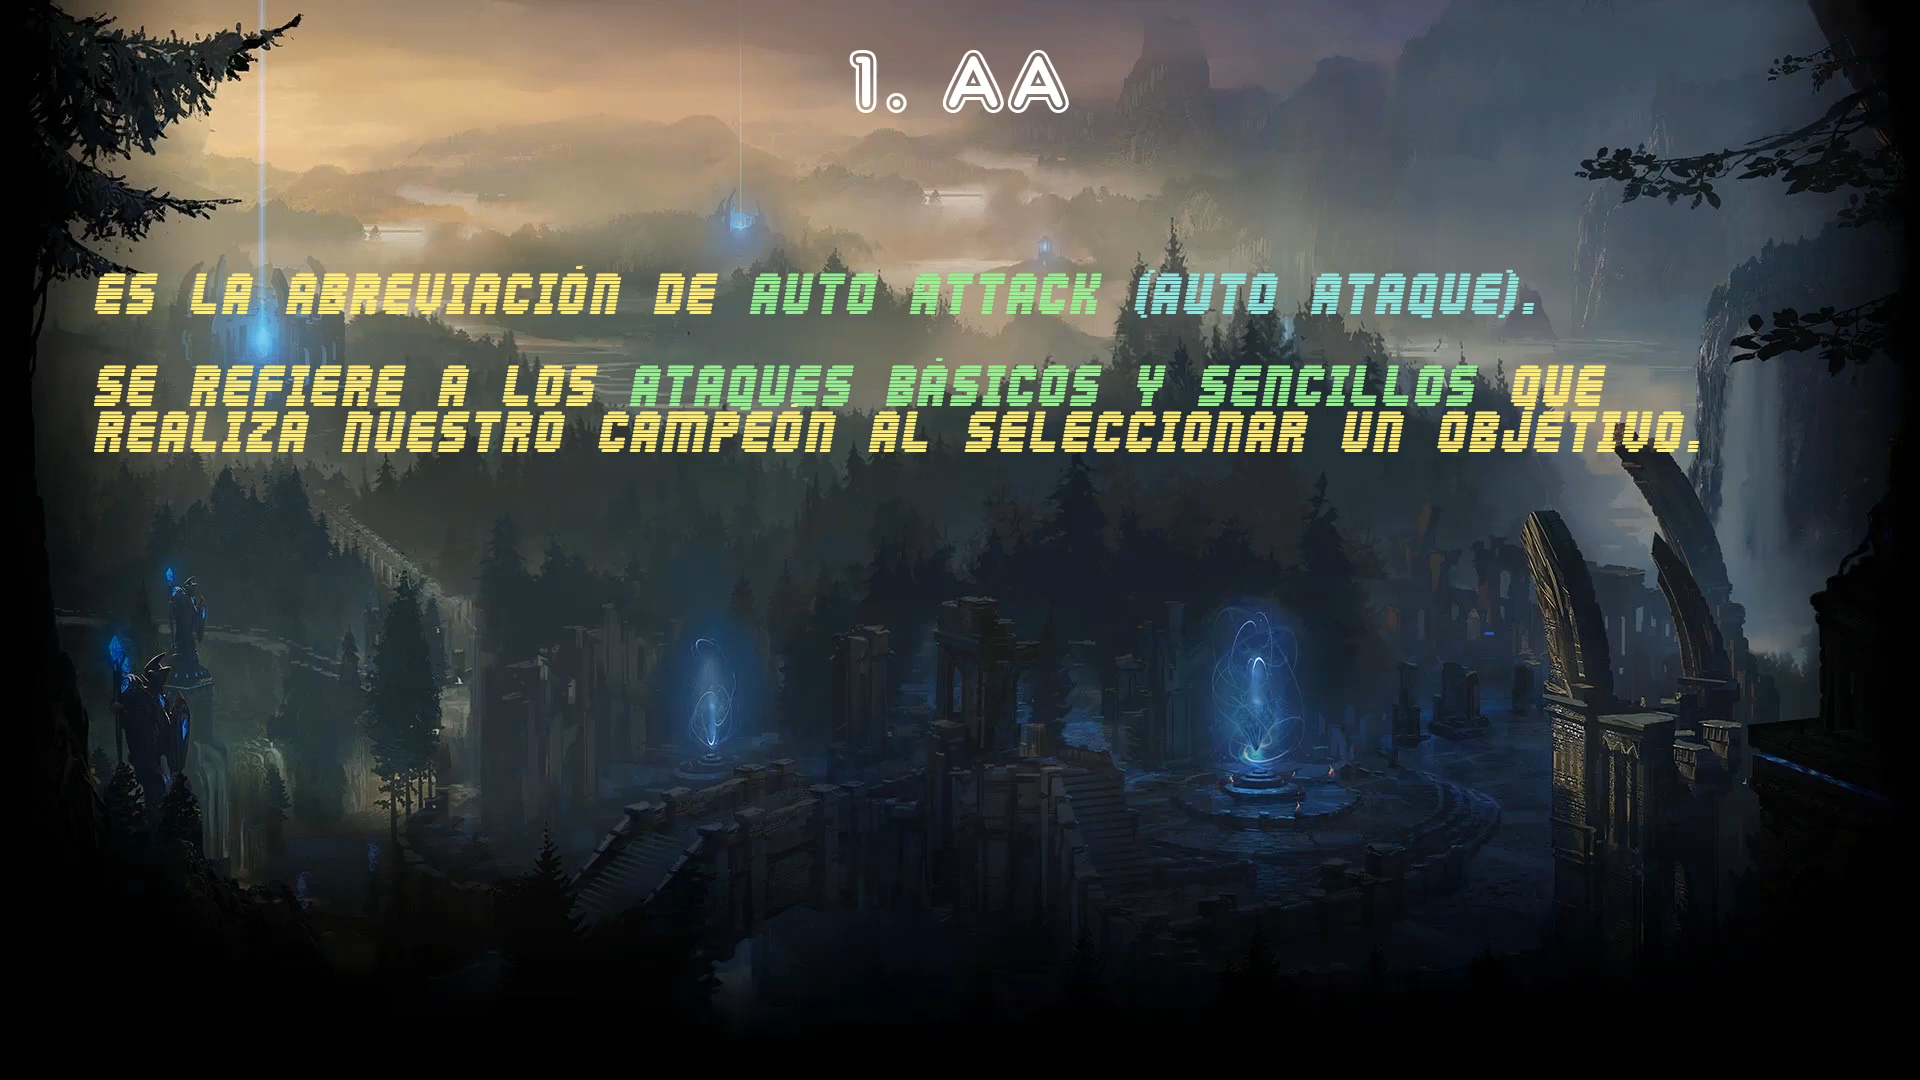 1. AA
ES LA ABREVIACIÓN DE AUTO ATTACK (AUTO ATAQUE).
SE REFIERE A LOS ATAQUES BÁSICOS Y SENCILLOS QUE
REALIZA NUESTRO CAMPEÓN AL SELECCIONAR UN OBJETIVO.